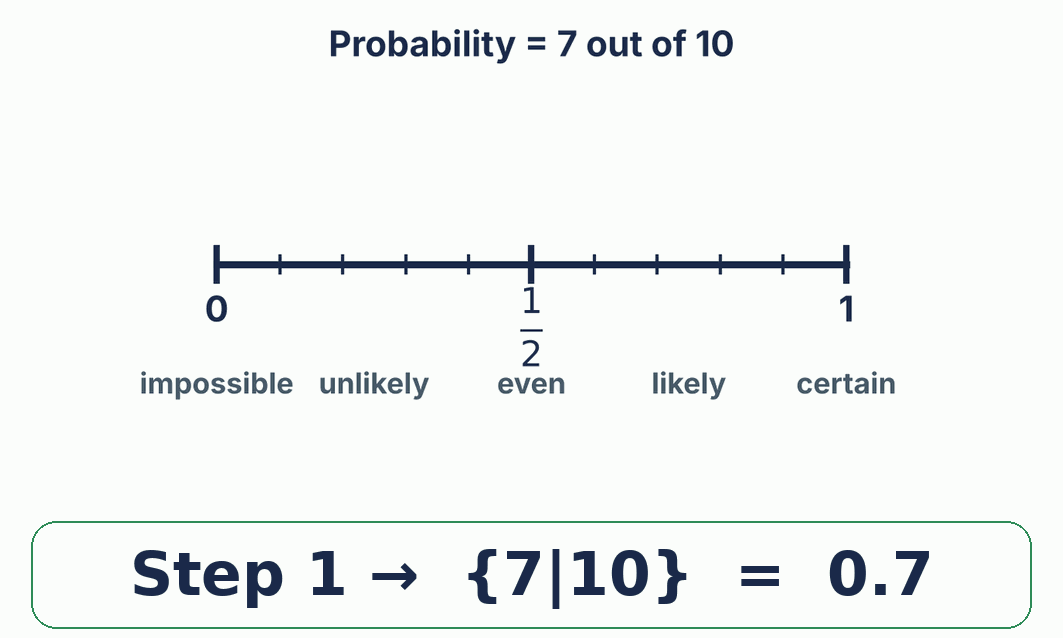 Probability = 7 out of 10
0 1/2 1
impossible unlikely even likely certain
Step 1 → {7|10} = 0.7